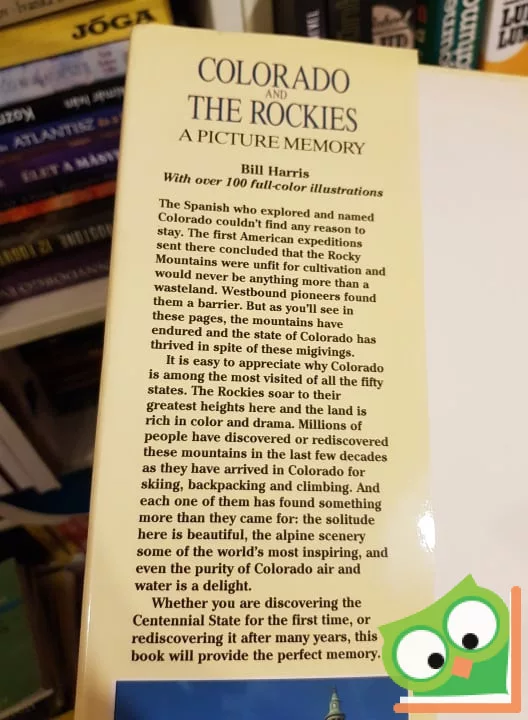 JÓGA
Kozn
ATLANTISZ
ÉLET A MÁSI
COLORADO
AND
THE ROCKIES
A PICTURE MEMORY
Bill Harris
With over 100 full-color illustrations
The Spanish who explored and named
Colorado couldn't find any reason to
stay. The first American expeditions
sent there concluded that the Rocky
Mountains were unfit for cultivation and
would never be anything more than a
wasteland. Westbound pioneers found
them a barrier. But as you'll see in
these pages, the mountains have
endured and the state of Colorado has
thrived in spite of these migivings.
It is easy to appreciate why Colorado
is among the most visited of all the fifty
states. The Rockies soar to their
greatest heights here and the land is
rich in color and drama. Millions of
people have discovered or rediscovered
these mountains in the last few decades
as they have arrived in Colorado for
skiing, backpacking and climbing. And
each one of them has found something
more than they came for: the solitude
here is beautiful, the alpine scenery
some of the world's most inspiring, and
even the purity of Colorado air and
water is a delight.
Whether you are discovering the
Centennial State for the first time, or
rediscovering it after many years, this
book will provide the perfect memory.